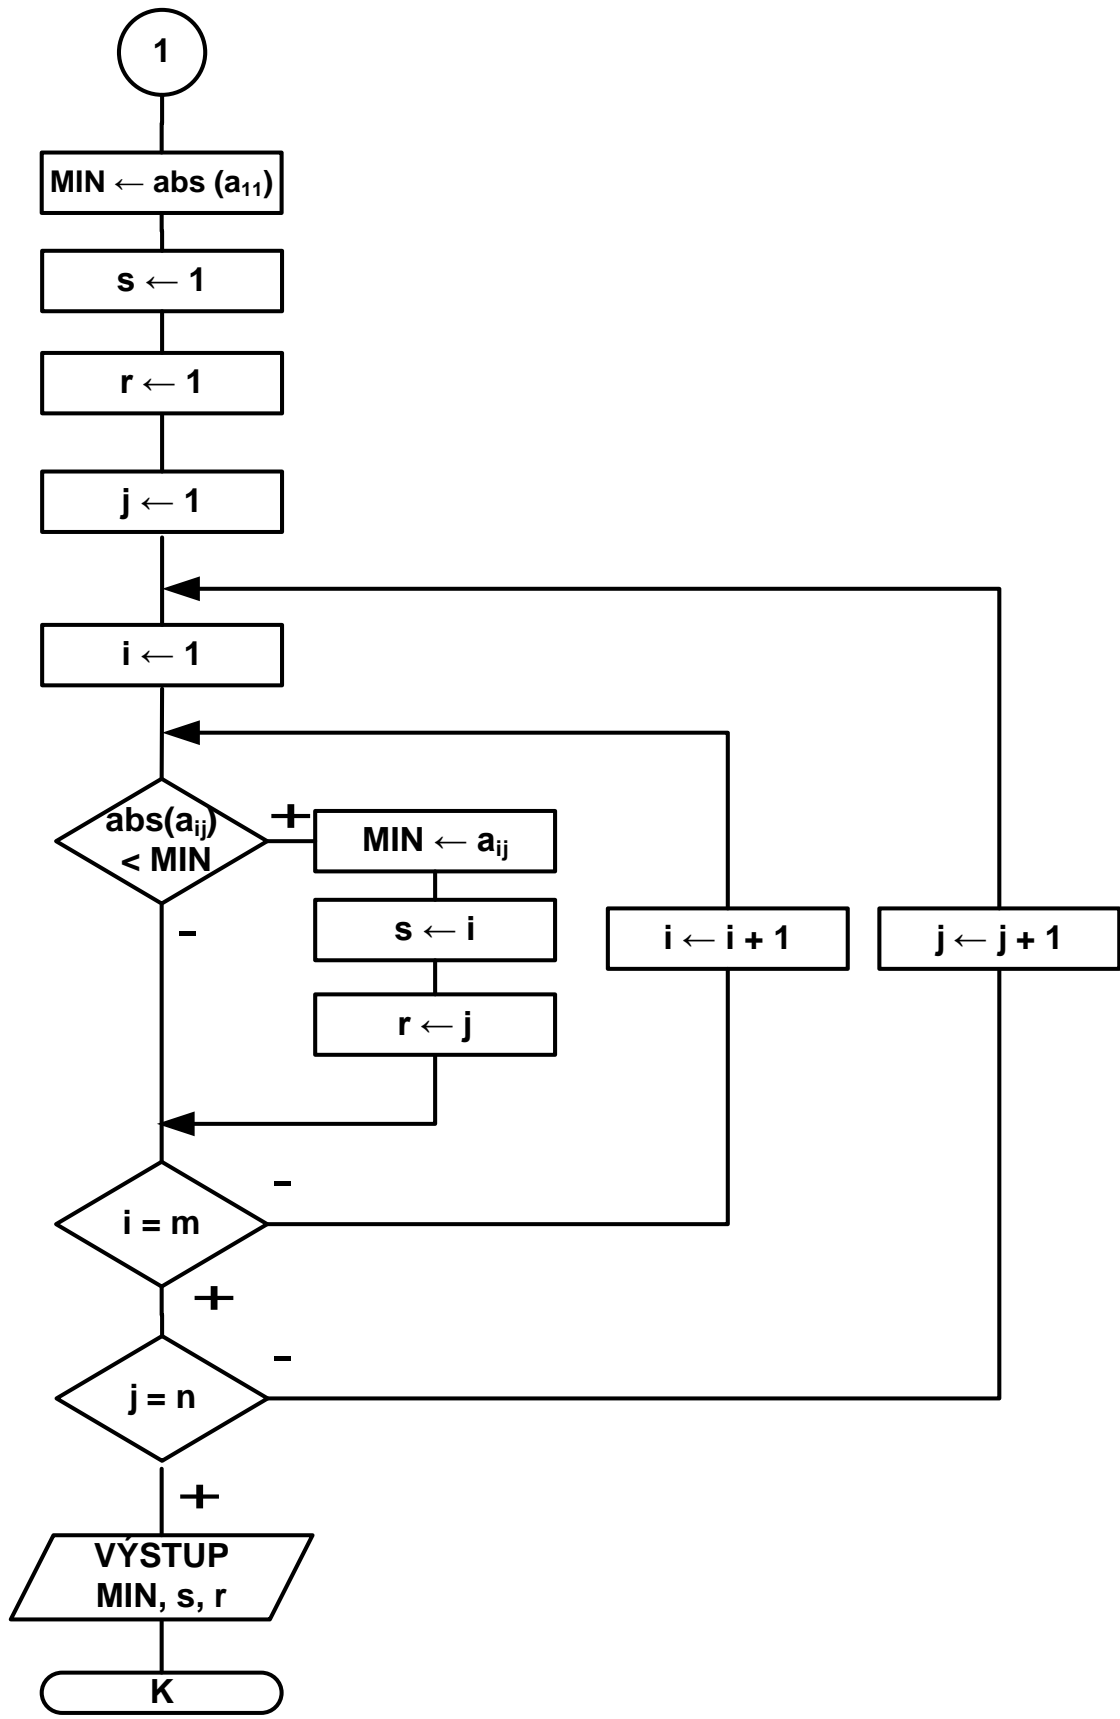 1
MIN ← abs (a₁₁)
s ← 1
r ← 1
j ← 1
i ← 1
abs(aᵢⱼ)
< MIN
+
MIN ← aᵢⱼ
-
s ← i
i ← i + 1
j ← j + 1
r ← j
-
i = m
+
-
j = n
+
VÝSTUP
MIN, s, r
K